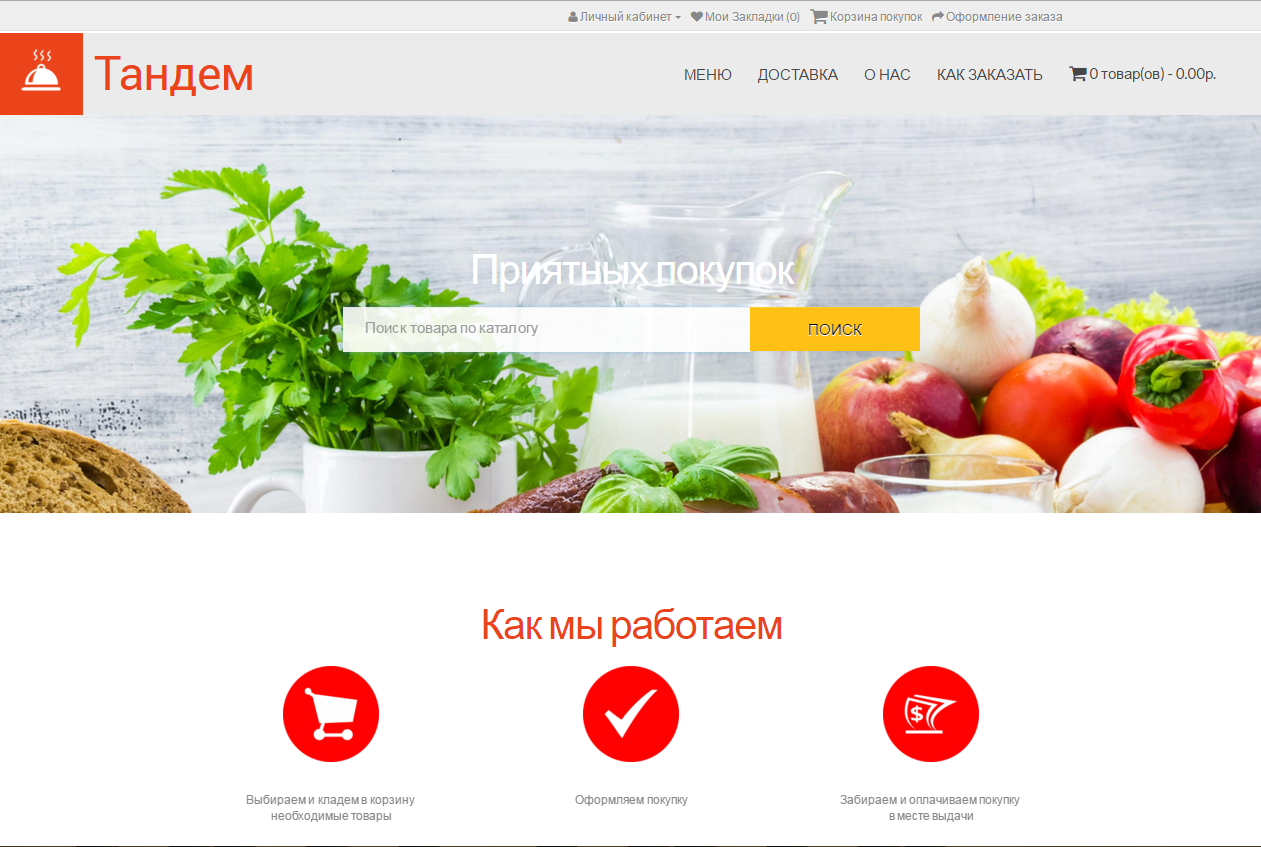 Личный кабинет Мои Закладки (0) Корзина покупок Оформление заказа
Тандем
МЕНЮ ДОСТАВКА О НАС КАК ЗАКАЗАТЬ 0 товар(ов) - 0.00р.
Приятных покупок
Поиск товара по каталогу ПОИСК
Как мы работаем
$
Выбираем и кладем в корзину
необходимые товары
Оформляем покупку
Забираем и оплачиваем покупку
в месте выдачи